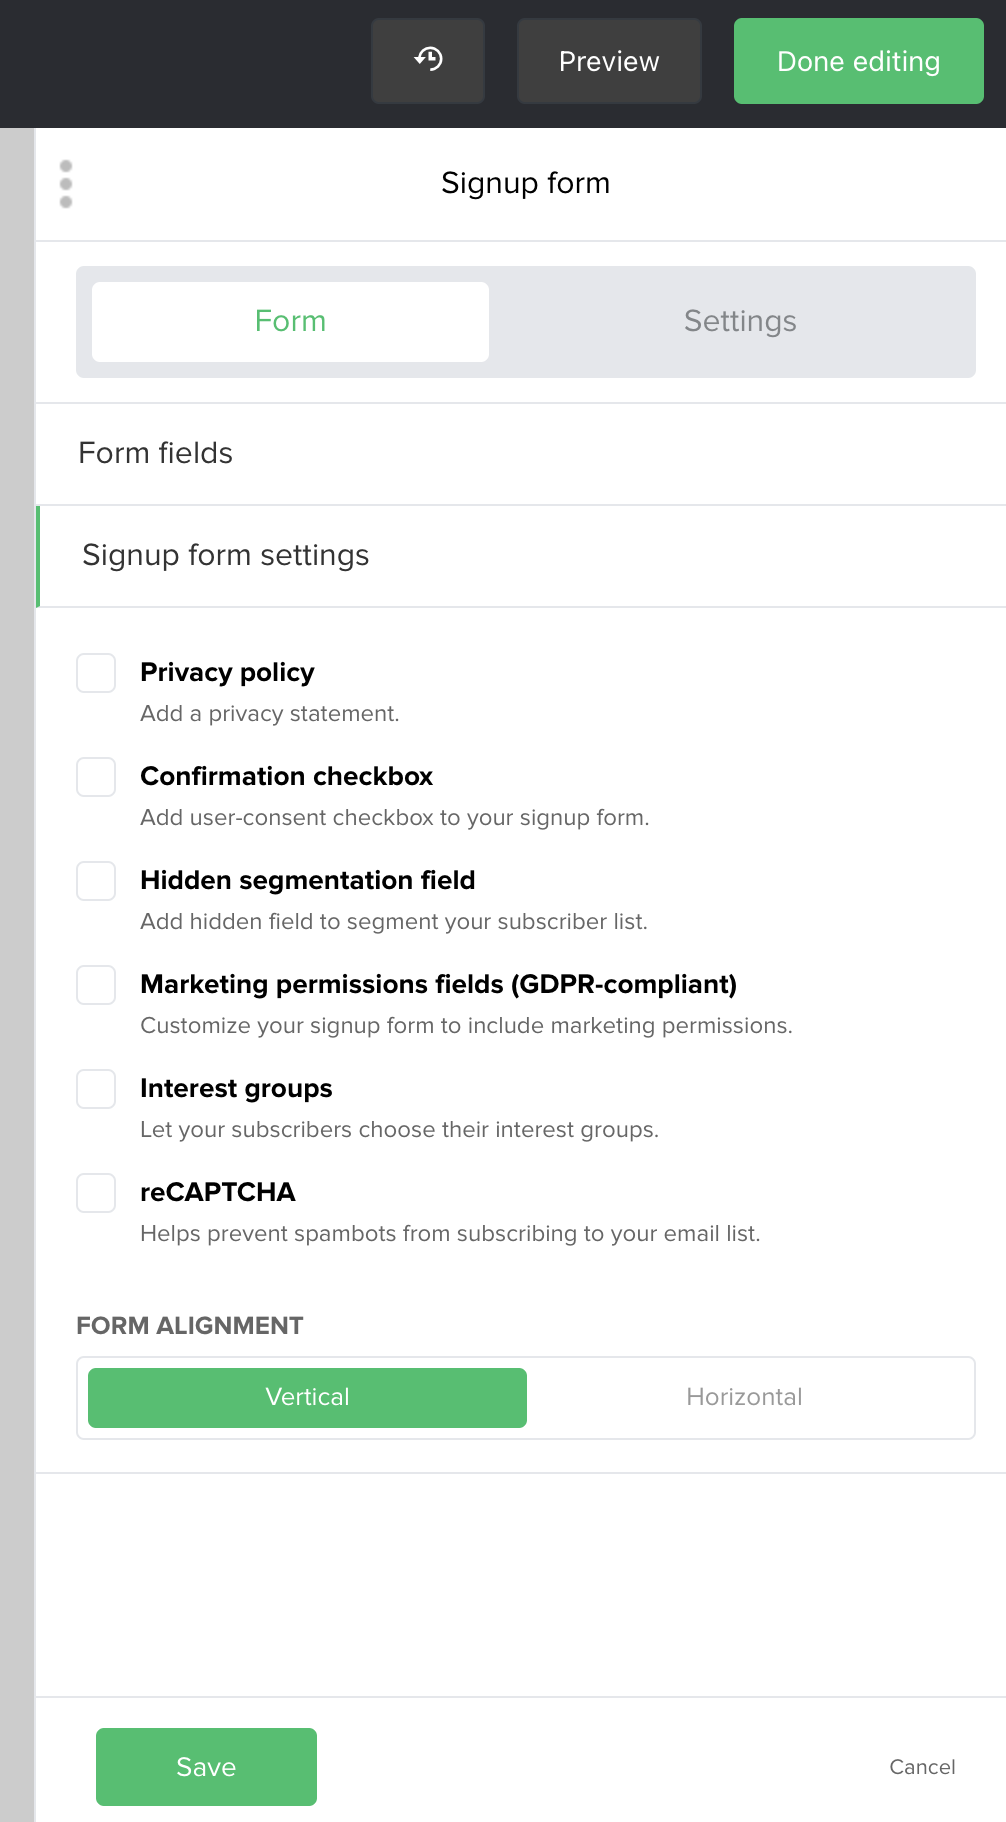 Preview
Done editing
Signup form
Form
Settings
Form fields
Signup form settings
Privacy policy
Add a privacy statement.
Confirmation checkbox
Add user-consent checkbox to your signup form.
Hidden segmentation field
Add hidden field to segment your subscriber list.
Marketing permissions fields (GDPR-compliant)
Customize your signup form to include marketing permissions.
Interest groups
Let your subscribers choose their interest groups.
reCAPTCHA
Helps prevent spambots from subscribing to your email list.
FORM ALIGNMENT
Vertical
Horizontal
Save
Cancel